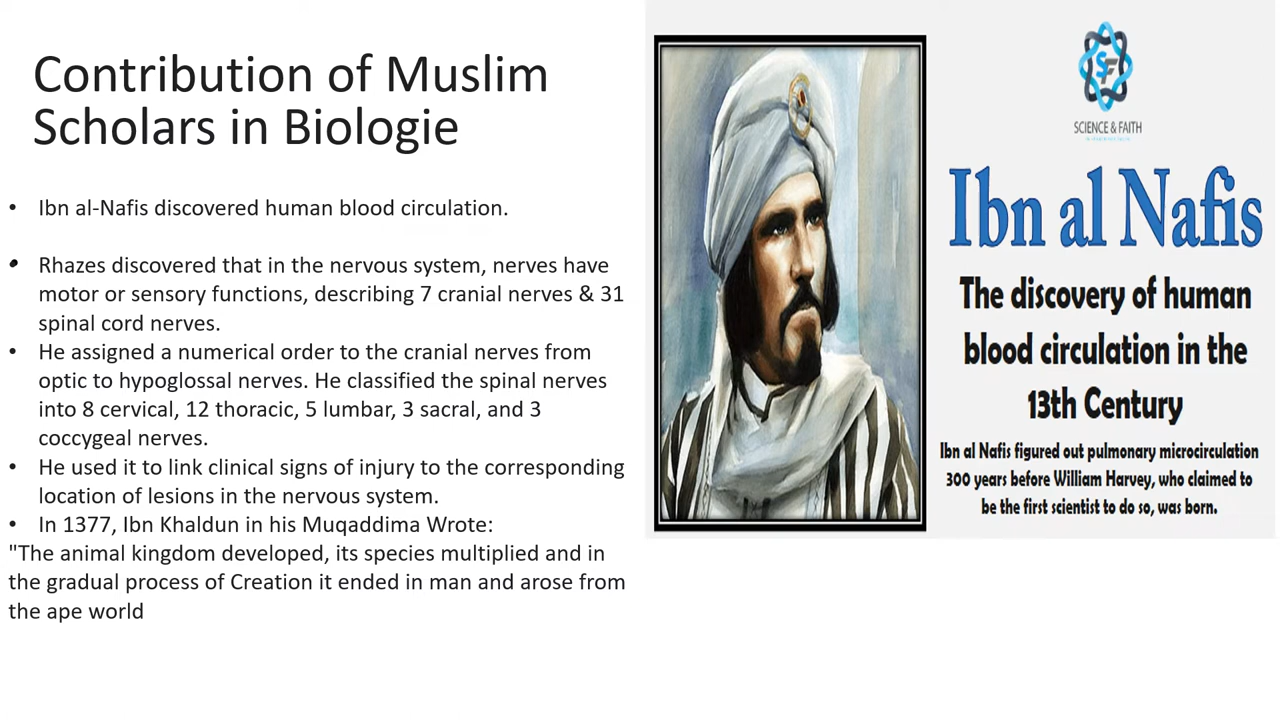 Contribution of Muslim
Scholars in Biologie
• Ibn al-Nafis discovered human blood circulation.
• Rhazes discovered that in the nervous system, nerves have
motor or sensory functions, describing 7 cranial nerves & 31
spinal cord nerves.
• He assigned a numerical order to the cranial nerves from
optic to hypoglossal nerves. He classified the spinal nerves
into 8 cervical, 12 thoracic, 5 lumbar, 3 sacral, and 3
coccygeal nerves.
• He used it to link clinical signs of injury to the corresponding
location of lesions in the nervous system.
• In 1377, Ibn Khaldun in his Muqaddima Wrote:
"The animal kingdom developed, its species multiplied and in
the gradual process of Creation it ended in man and arose from
the ape world
SF
SCIENCE & FAITH
Ibn al Nafis
The discovery of human
blood circulation in the
13th Century
Ibn al Nafis figured out pulmonary microcirculation
300 years before William Harvey, who claimed to
be the first scientist to do so, was born.